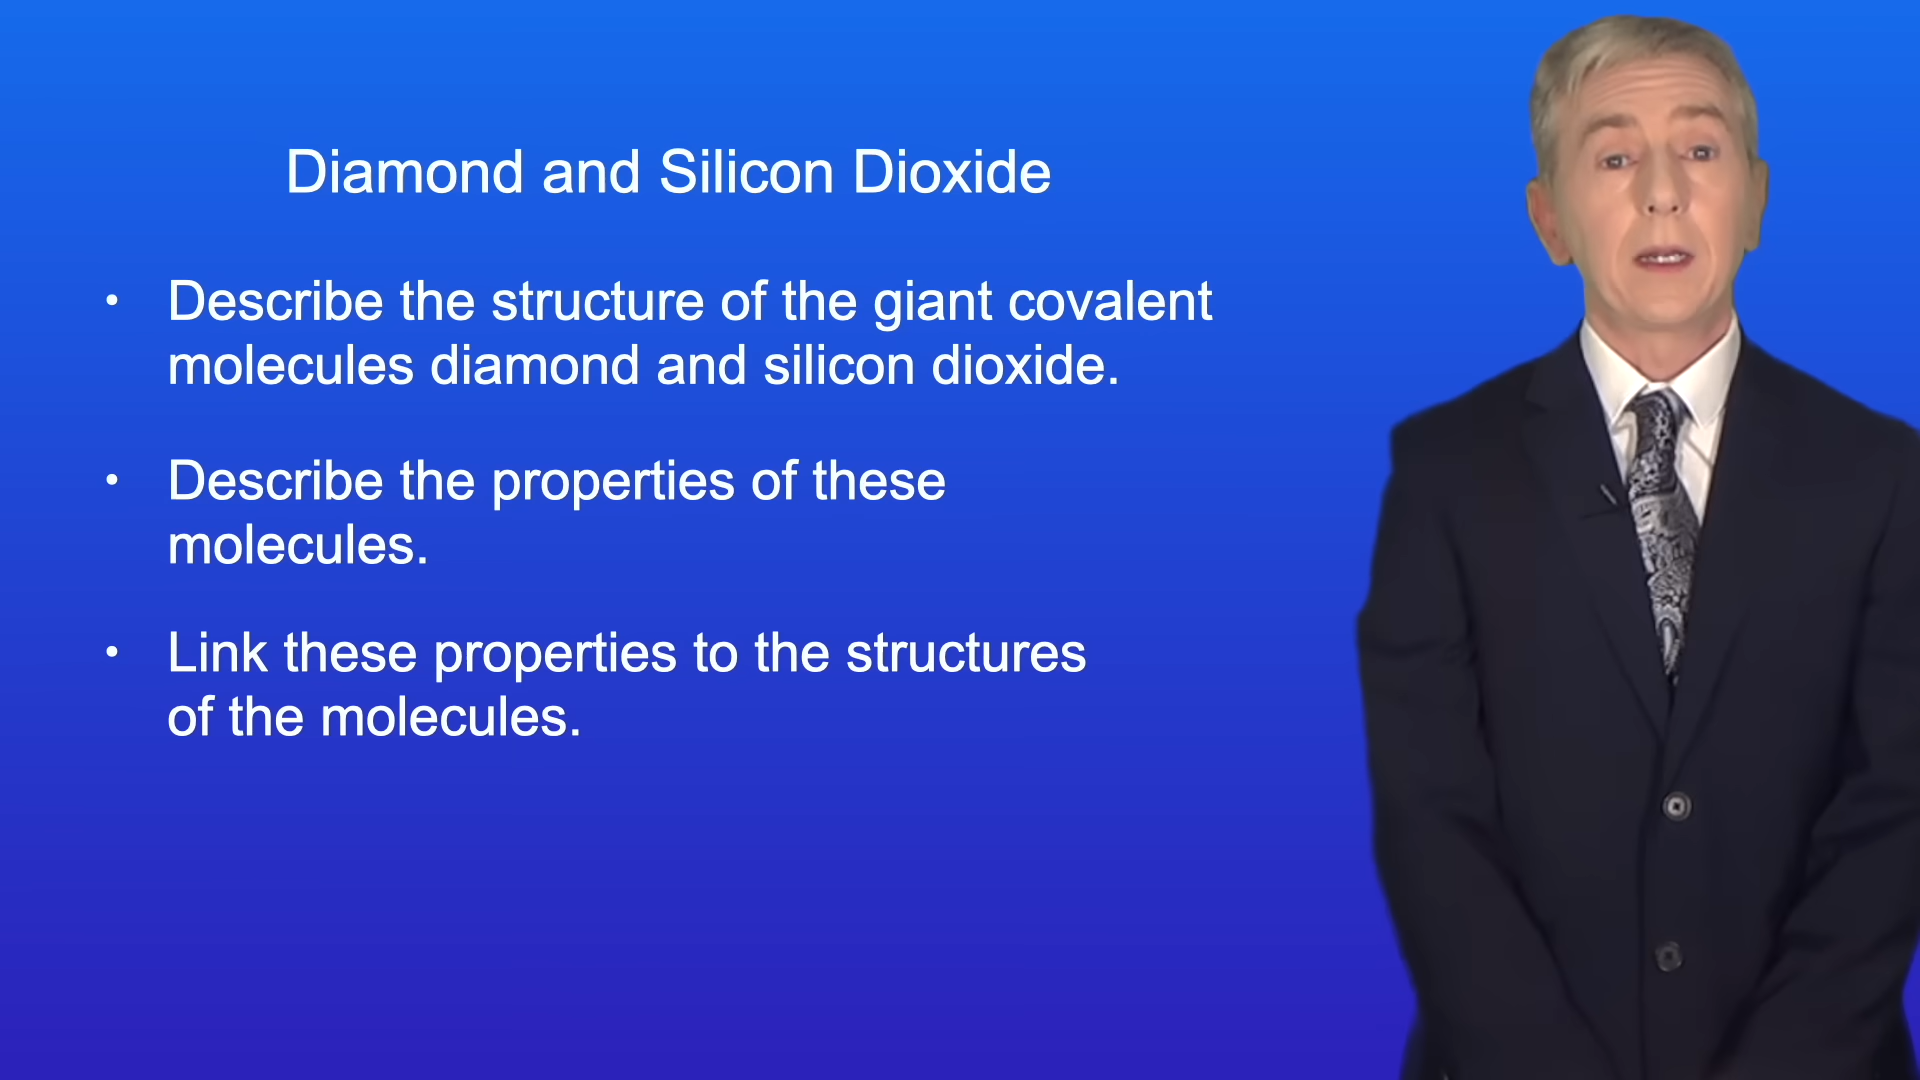 Diamond and Silicon Dioxide
• Describe the structure of the giant covalent
molecules diamond and silicon dioxide.
• Describe the properties of these
molecules.
• Link these properties to the structures
of the molecules.